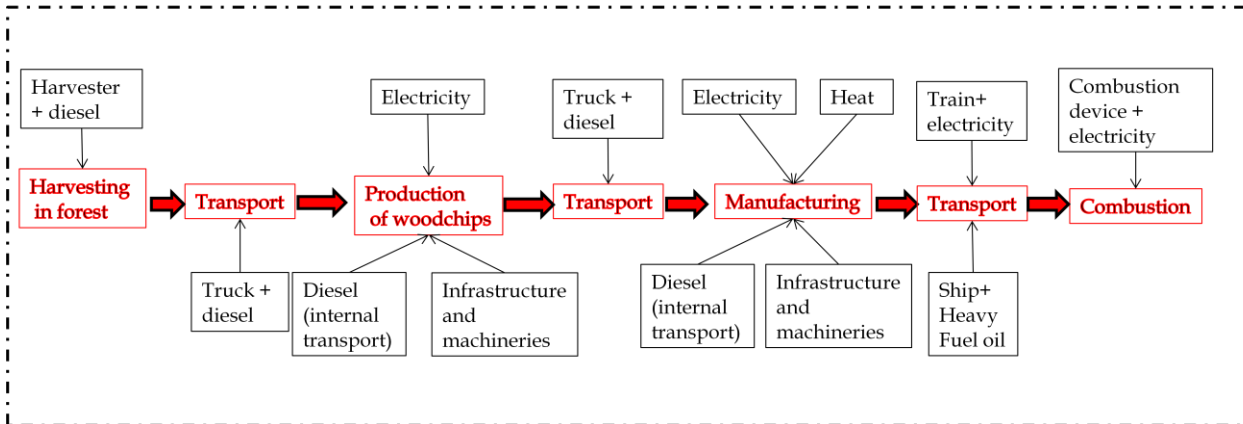 Harvester
+ diesel
Electricity
Truck +
diesel
Electricity
Heat
Train+
electricity
Combustion
device +
electricity
Harvesting
in forest
Transport
Production
of woodchips
Transport
Manufacturing
Transport
Combustion
Truck +
diesel
Diesel
(internal
transport)
Infrastructure
and
machineries
Diesel
(internal
transport)
Infrastructure
and
machineries
Ship+
Heavy
Fuel oil